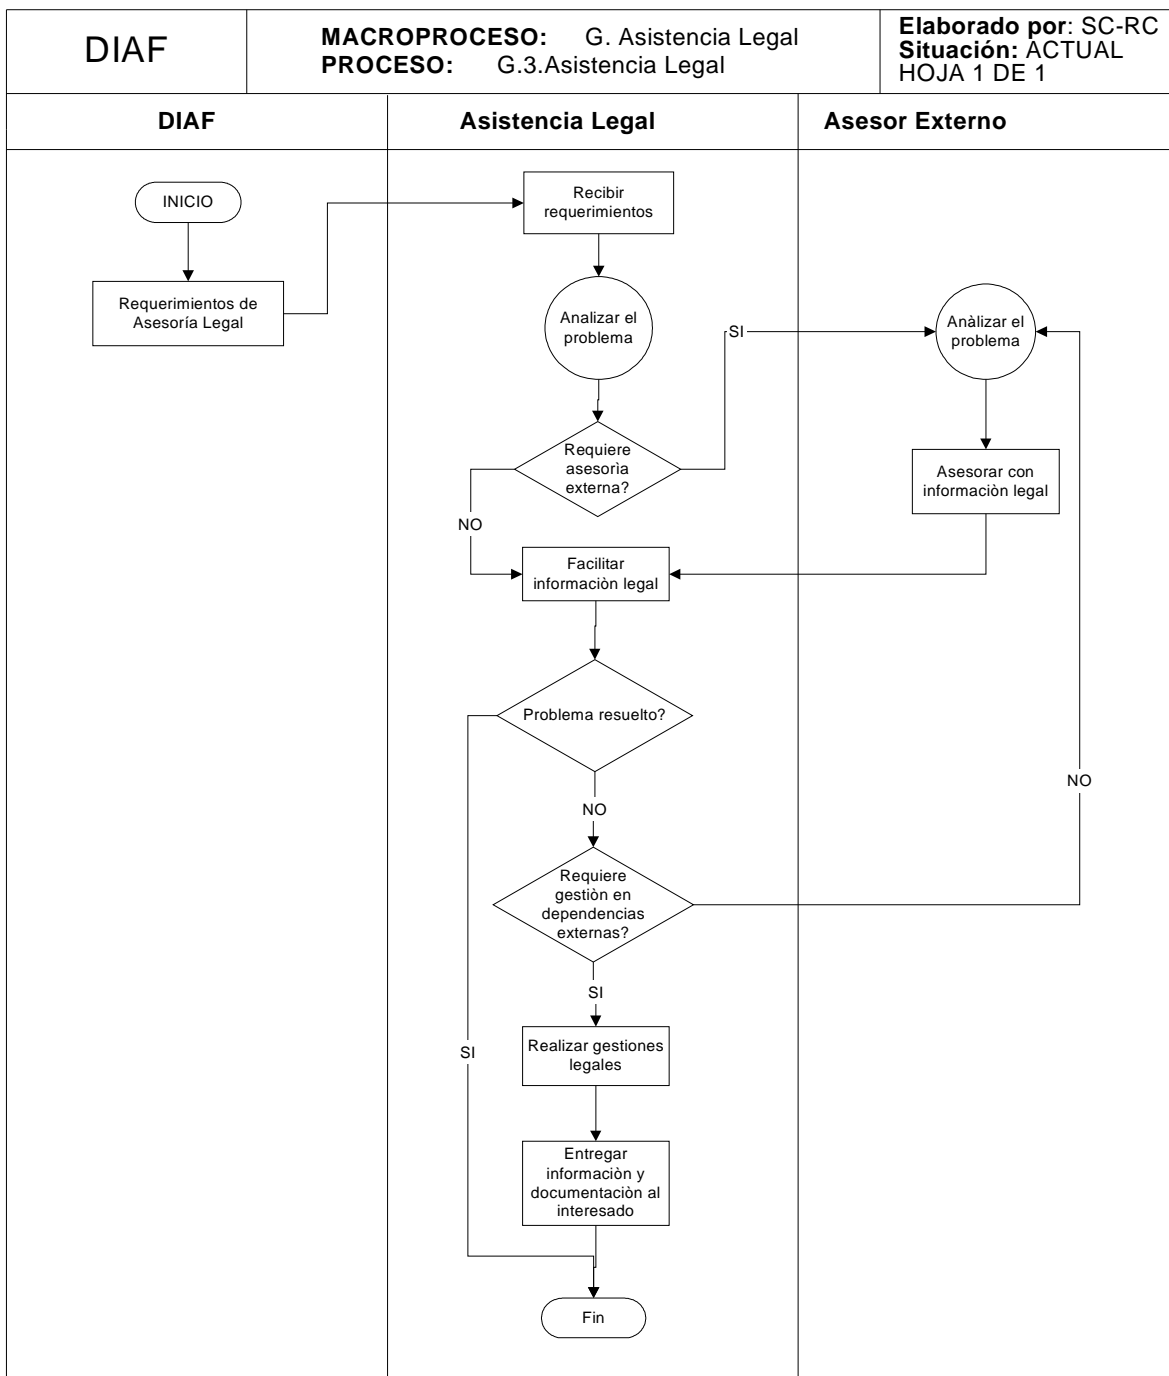 DIAF
MACROPROCESO: G. Asistencia Legal
PROCESO: G.3.Asistencia Legal
Elaborado por: SC-RC
Situación: ACTUAL
HOJA 1 DE 1
DIAF
Asistencia Legal
Asesor Externo
INICIO
Requerimientos de
Asesoría Legal
Recibir
requerimientos
Analizar el
problema
SI
Anàlizar el
problema
Requiere
asesorìa
externa?
Asesorar con
informaciòn legal
NO
Facilitar
informaciòn legal
Problema resuelto?
NO
NO
Requiere
gestiòn en
dependencias
externas?
SI
Realizar gestiones
legales
SI
Entregar
informaciòn y
documentaciòn al
interesado
Fin